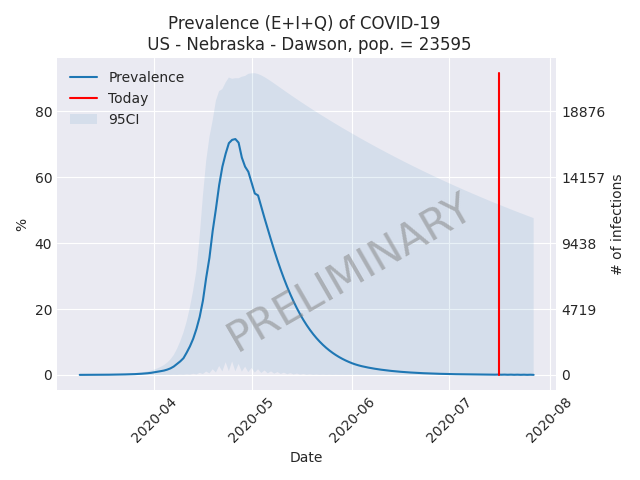 Prevalence (E+I+Q) of COVID-19
US - Nebraska - Dawson, pop. = 23595
Prevalence
Today
95CI
80
60
40
20
0
%
18876
14157
9438
4719
0
# of infections
PRELIMINARY
2020-04
2020-05
2020-06
2020-07
2020-08
Date